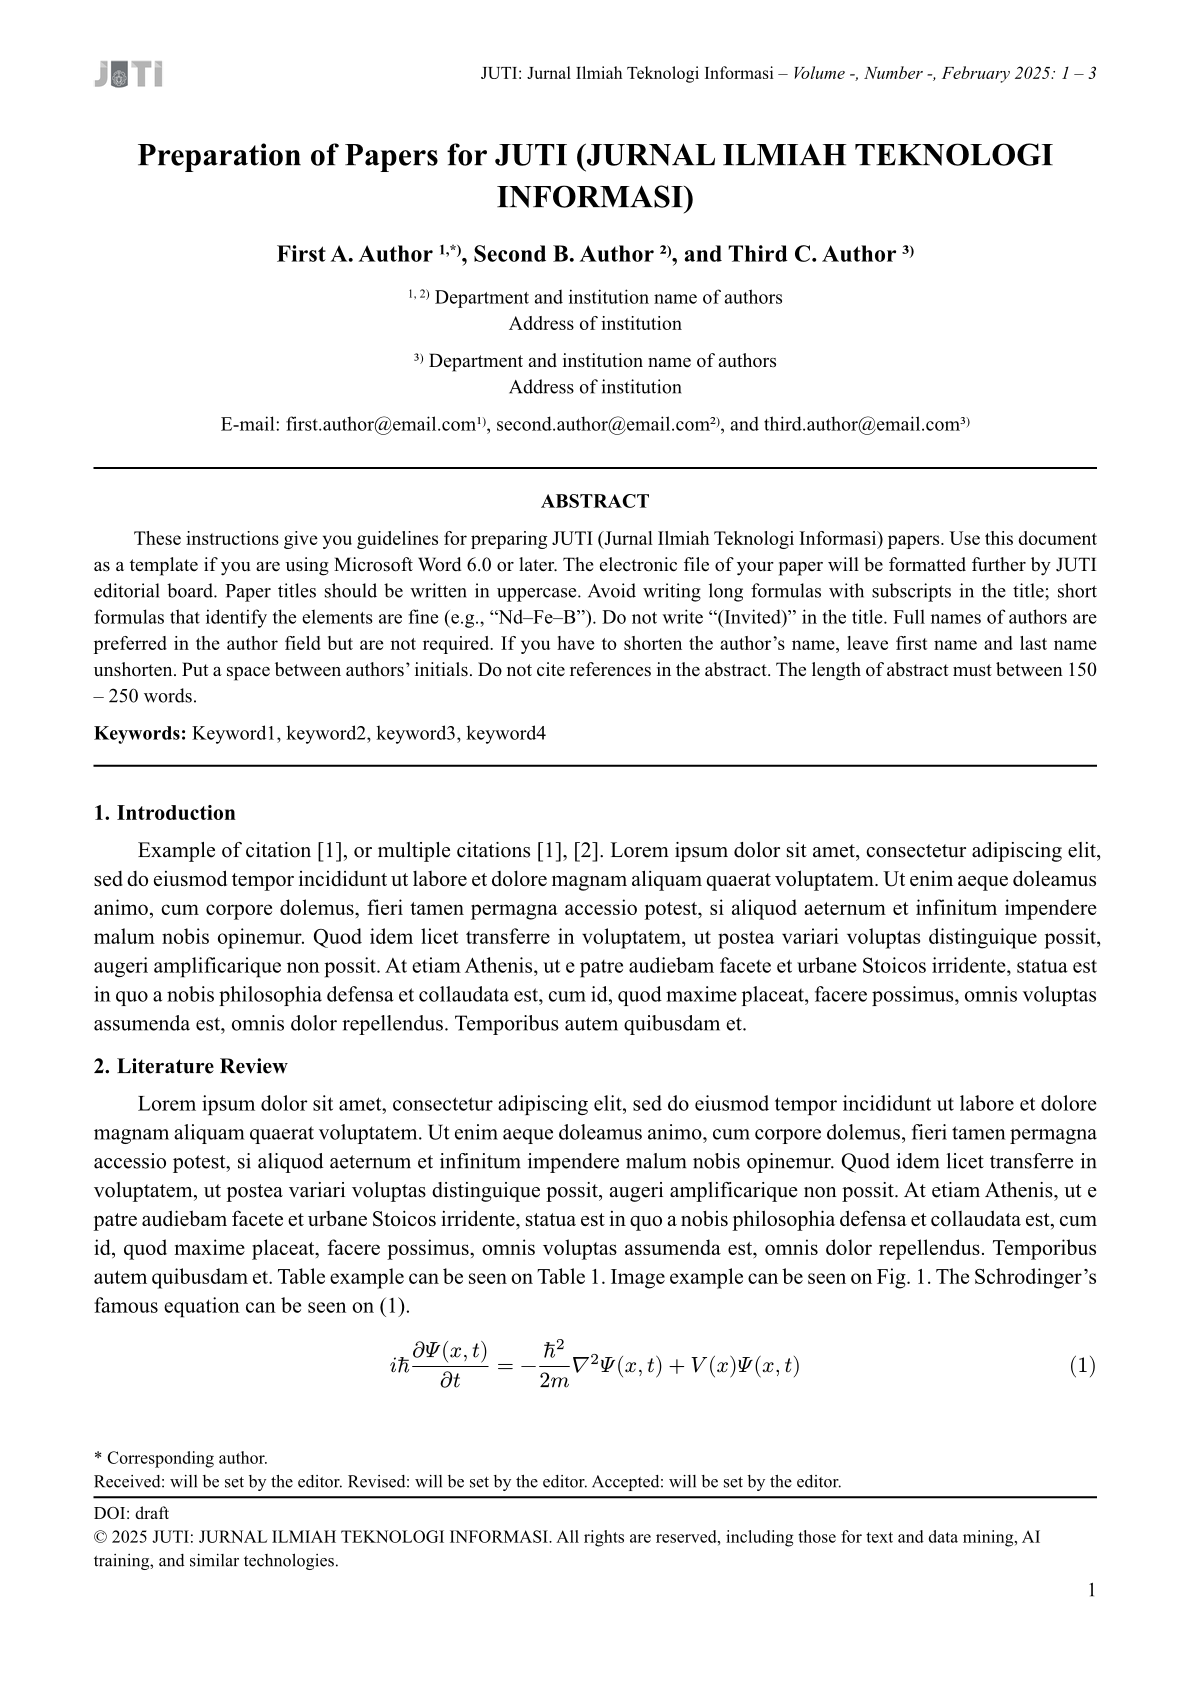 JUTI
JUTI: Jurnal Ilmiah Teknologi Informasi – Volume -, Number -, February 2025: 1 – 3
Preparation of Papers for JUTI (JURNAL ILMIAH TEKNOLOGI
INFORMASI)
First A. Author ¹,*⁾, Second B. Author ²⁾, and Third C. Author ³⁾
¹, ²⁾ Department and institution name of authors
Address of institution
³⁾ Department and institution name of authors
Address of institution
E-mail: first.author@email.com¹⁾, second.author@email.com²⁾, and third.author@email.com³⁾
ABSTRACT
These instructions give you guidelines for preparing JUTI (Jurnal Ilmiah Teknologi Informasi) papers. Use this document
as a template if you are using Microsoft Word 6.0 or later. The electronic file of your paper will be formatted further by JUTI
editorial board. Paper titles should be written in uppercase. Avoid writing long formulas with subscripts in the title; short
formulas that identify the elements are fine (e.g., “Nd–Fe–B”). Do not write “(Invited)” in the title. Full names of authors are
preferred in the author field but are not required. If you have to shorten the author’s name, leave first name and last name
unshorten. Put a space between authors’ initials. Do not cite references in the abstract. The length of abstract must between 150
– 250 words.
Keywords: Keyword1, keyword2, keyword3, keyword4
1. Introduction
Example of citation [1], or multiple citations [1], [2]. Lorem ipsum dolor sit amet, consectetur adipiscing elit,
sed do eiusmod tempor incididunt ut labore et dolore magnam aliquam quaerat voluptatem. Ut enim aeque doleamus
animo, cum corpore dolemus, fieri tamen permagna accessio potest, si aliquod aeternum et infinitum impendere
malum nobis opinemur. Quod idem licet transferre in voluptatem, ut postea variari voluptas distinguique possit,
augeri amplificarique non possit. At etiam Athenis, ut e patre audiebam facete et urbane Stoicos irridente, statua est
in quo a nobis philosophia defensa et collaudata est, cum id, quod maxime placeat, facere possimus, omnis voluptas
assumenda est, omnis dolor repellendus. Temporibus autem quibusdam et.
2. Literature Review
Lorem ipsum dolor sit amet, consectetur adipiscing elit, sed do eiusmod tempor incididunt ut labore et dolore
magnam aliquam quaerat voluptatem. Ut enim aeque doleamus animo, cum corpore dolemus, fieri tamen permagna
accessio potest, si aliquod aeternum et infinitum impendere malum nobis opinemur. Quod idem licet transferre in
voluptatem, ut postea variari voluptas distinguique possit, augeri amplificarique non possit. At etiam Athenis, ut e
patre audiebam facete et urbane Stoicos irridente, statua est in quo a nobis philosophia defensa et collaudata est, cum
id, quod maxime placeat, facere possimus, omnis voluptas assumenda est, omnis dolor repellendus. Temporibus
autem quibusdam et. Table example can be seen on Table 1. Image example can be seen on Fig. 1. The Schrodinger’s
famous equation can be seen on (1).
iℏ ∂Ψ(x, t)/∂t = −ℏ²/2m ∇²Ψ(x, t) + V(x)Ψ(x, t) (1)
* Corresponding author.
Received: will be set by the editor. Revised: will be set by the editor. Accepted: will be set by the editor.
DOI: draft
© 2025 JUTI: JURNAL ILMIAH TEKNOLOGI INFORMASI. All rights are reserved, including those for text and data mining, AI
training, and similar technologies.
1